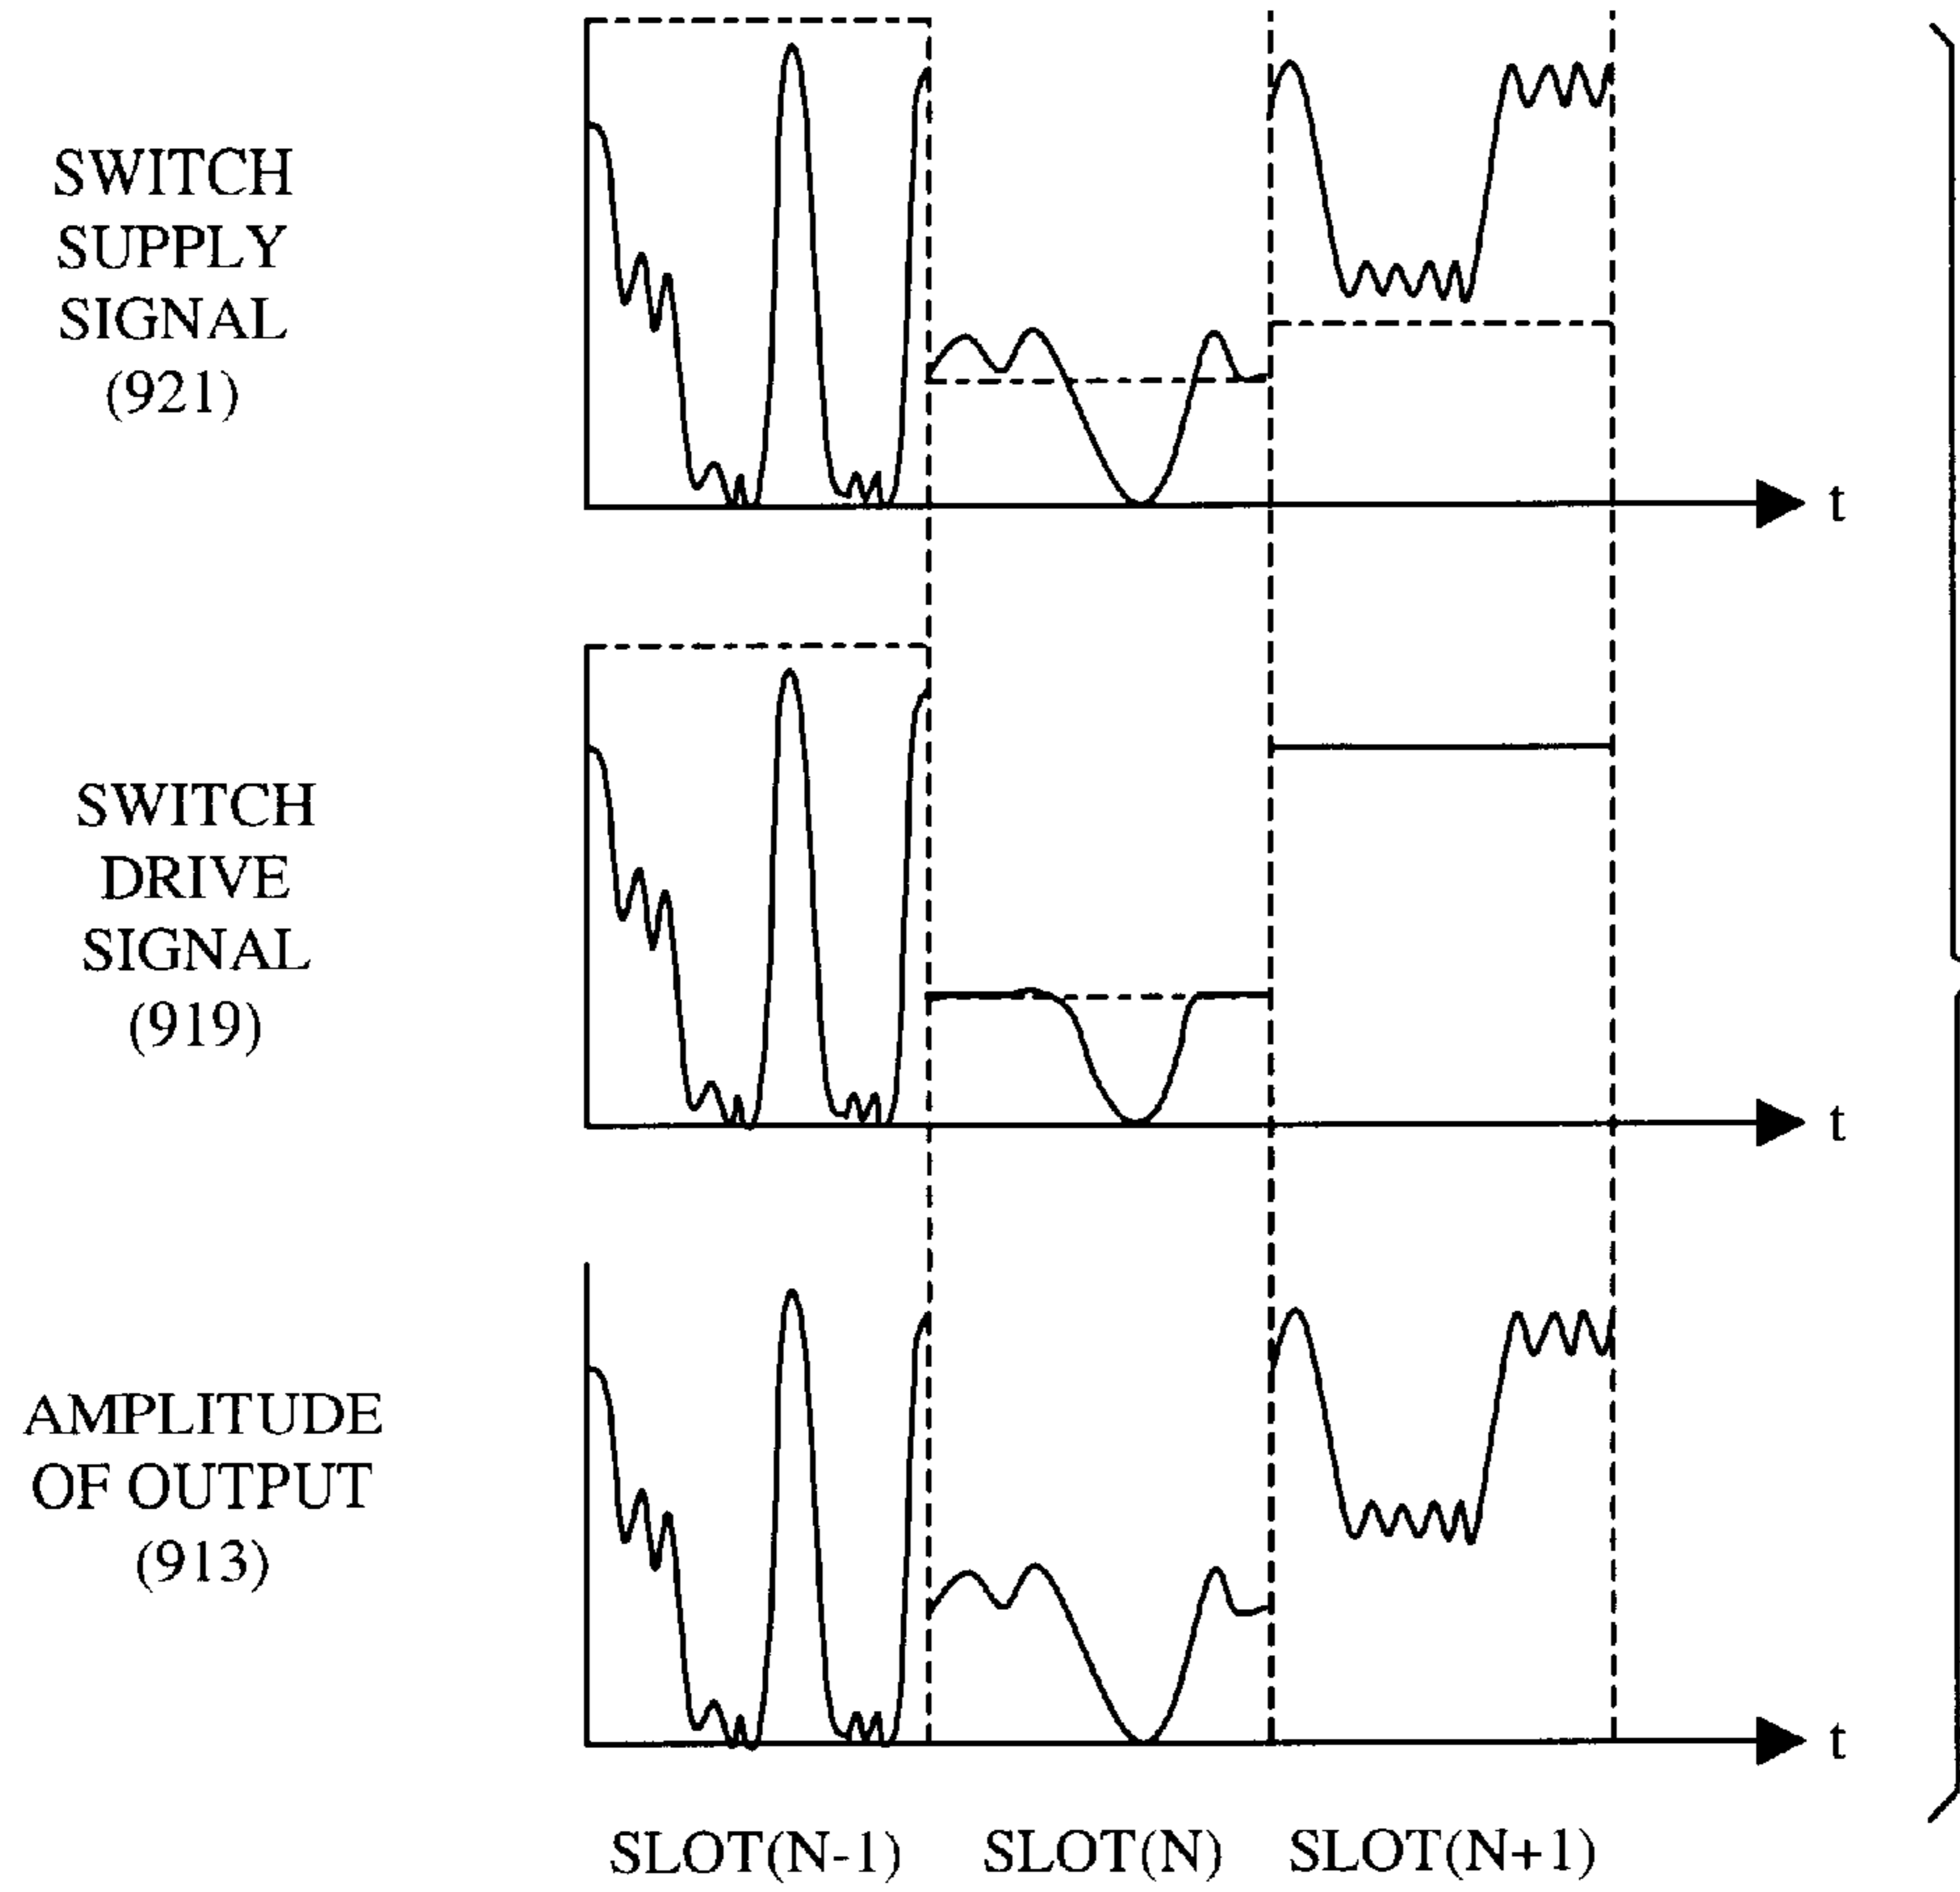 SWITCH
SUPPLY
SIGNAL
(921)
t
SWITCH
DRIVE
SIGNAL
(919)
t
AMPLITUDE
OF OUTPUT
(913)
t
SLOT(N-1) SLOT(N) SLOT(N+1)